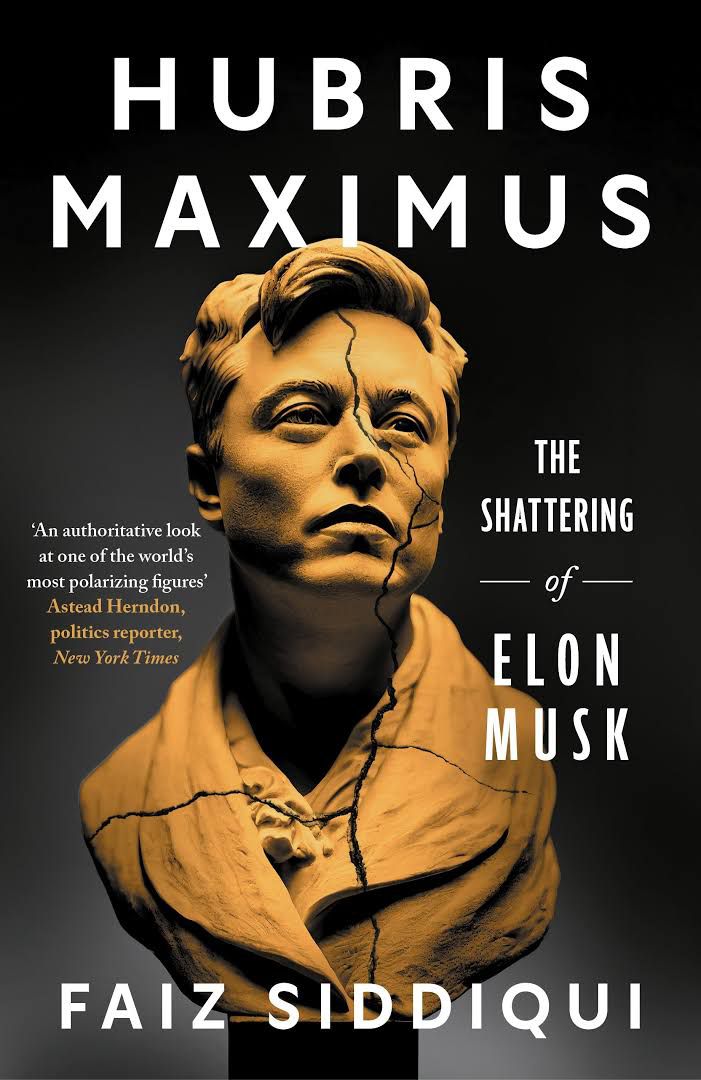 HUBRIS
MAXIMUS
THE
SHATTERING
of
ELON
MUSK
‘An authoritative look
at one of the world’s
most polarizing figures’
Astead Herndon,
politics reporter,
New York Times
FAIZ SIDDIQUI